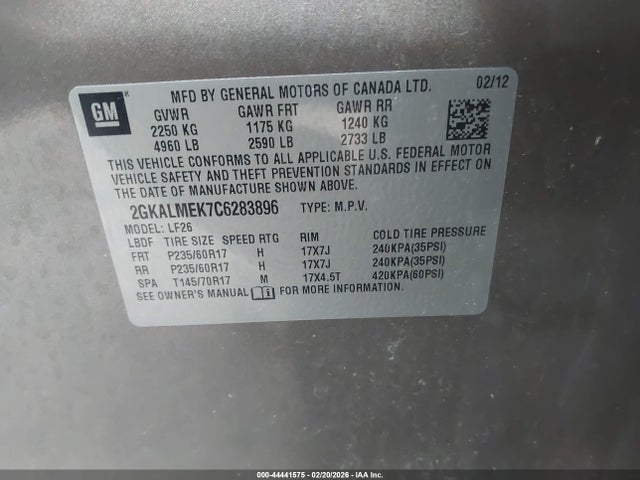 MFD BY GENERAL MOTORS OF CANADA LTD. 02/12
GM
GVWR GAWR FRT GAWR RR
2250 KG 1175 KG 1240 KG
4960 LB 2590 LB 2733 LB
THIS VEHICLE CONFORMS TO ALL APPLICABLE U.S. FEDERAL MOTOR
VEHICLE SAFETY AND THEFT PREVENTION STANDARDS IN EFFECT ON
THE DATE OF MANUFACTURE SHOWN ABOVE.
2GKALMEK7C6283896 TYPE: M.P.V.
MODEL: LF26
LBDF TIRE SIZE SPEED RTG RIM COLD TIRE PRESSURE
FRT P235/60R17 H 17X7J 240KPA(35PSI)
RR P235/60R17 H 17X7J 240KPA(35PSI)
SPA T145/70R17 M 17X4.5T 420KPA(60PSI)
SEE OWNER'S MANUAL FOR MORE INFORMATION.
000-44441575 | 02/20/2026 - IAA Inc.